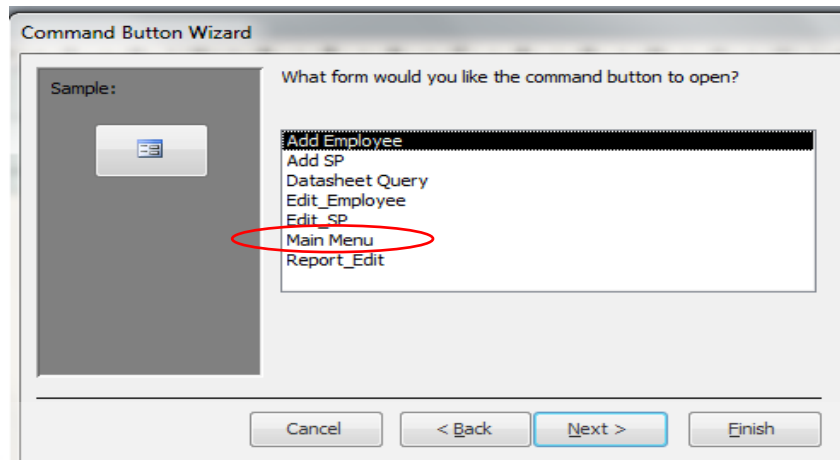 Command Button Wizard
Sample:
What form would you like the command button to open?
Add Employee
Add SP
Datasheet Query
Edit_Employee
Edit_SP
Main Menu
Report_Edit
Cancel
< Back
Next >
Finish